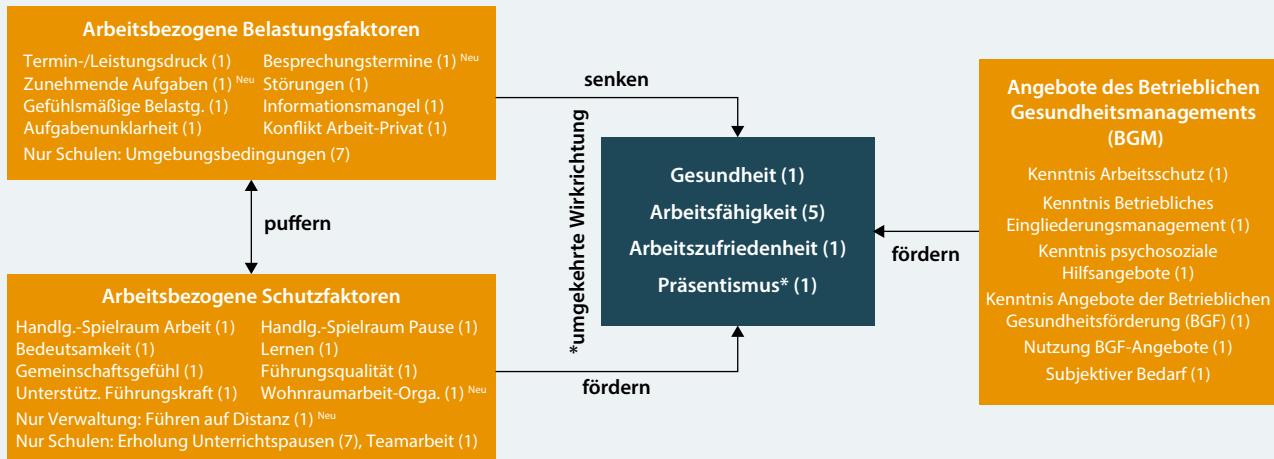 Arbeitsbezogene Belastungsfaktoren
Termin-/Leistungsdruck (1) Besprechungstermine (1) Neu
Zunehmende Aufgaben (1) Neu Störungen (1)
Gefühlsmäßige Belastg. (1) Informationsmangel (1)
Aufgabenunklarheit (1) Konflikt Arbeit-Privat (1)
Nur Schulen: Umgebungsbedingungen (7)
puffern
Arbeitsbezogene Schutzfaktoren
Handlg.-Spielraum Arbeit (1) Handlg.-Spielraum Pause (1)
Bedeutsamkeit (1) Lernen (1)
Gemeinschaftsgefühl (1) Führungsqualität (1)
Unterstütz. Führungskraft (1) Wohnraumarbeit-Orga. (1) Neu
Nur Verwaltung: Führen auf Distanz (1) Neu
Nur Schulen: Erholung Unterrichtspausen (7), Teamarbeit (1)
senken
*umgekehrte Wirkrichtung
fördern
Gesundheit (1)
Arbeitsfähigkeit (5)
Arbeitszufriedenheit (1)
Präsentismus* (1)
fördern
Angebote des Betrieblichen
Gesundheitsmanagements
(BGM)
Kenntnis Arbeitsschutz (1)
Kenntnis Betriebliches
Eingliederungsmanagement (1)
Kenntnis psychosoziale
Hilfsangebote (1)
Kenntnis Angebote der Betrieblichen
Gesundheitsförderung (BGF) (1)
Nutzung BGF-Angebote (1)
Subjektiver Bedarf (1)